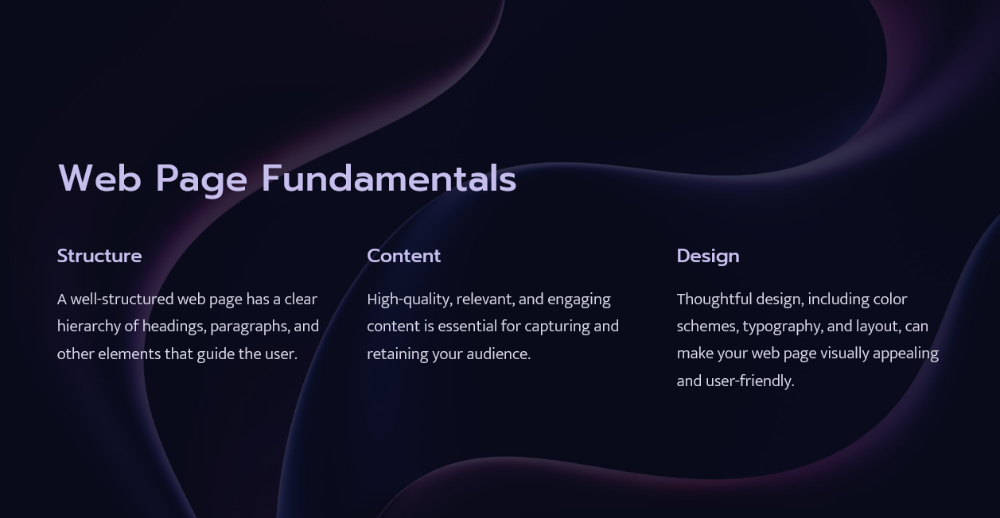 Web Page Fundamentals
Structure
A well-structured web page has a clear
hierarchy of headings, paragraphs, and
other elements that guide the user.
Content
High-quality, relevant, and engaging
content is essential for capturing and
retaining your audience.
Design
Thoughtful design, including color
schemes, typography, and layout, can
make your web page visually appealing
and user-friendly.